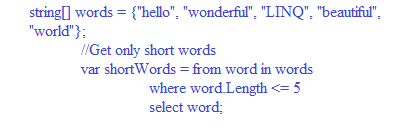 string[] words = {"hello", "wonderful", "LINQ", "beautiful",
"world"};
//Get only short words
var shortWords = from word in words
where word.Length <= 5
select word;